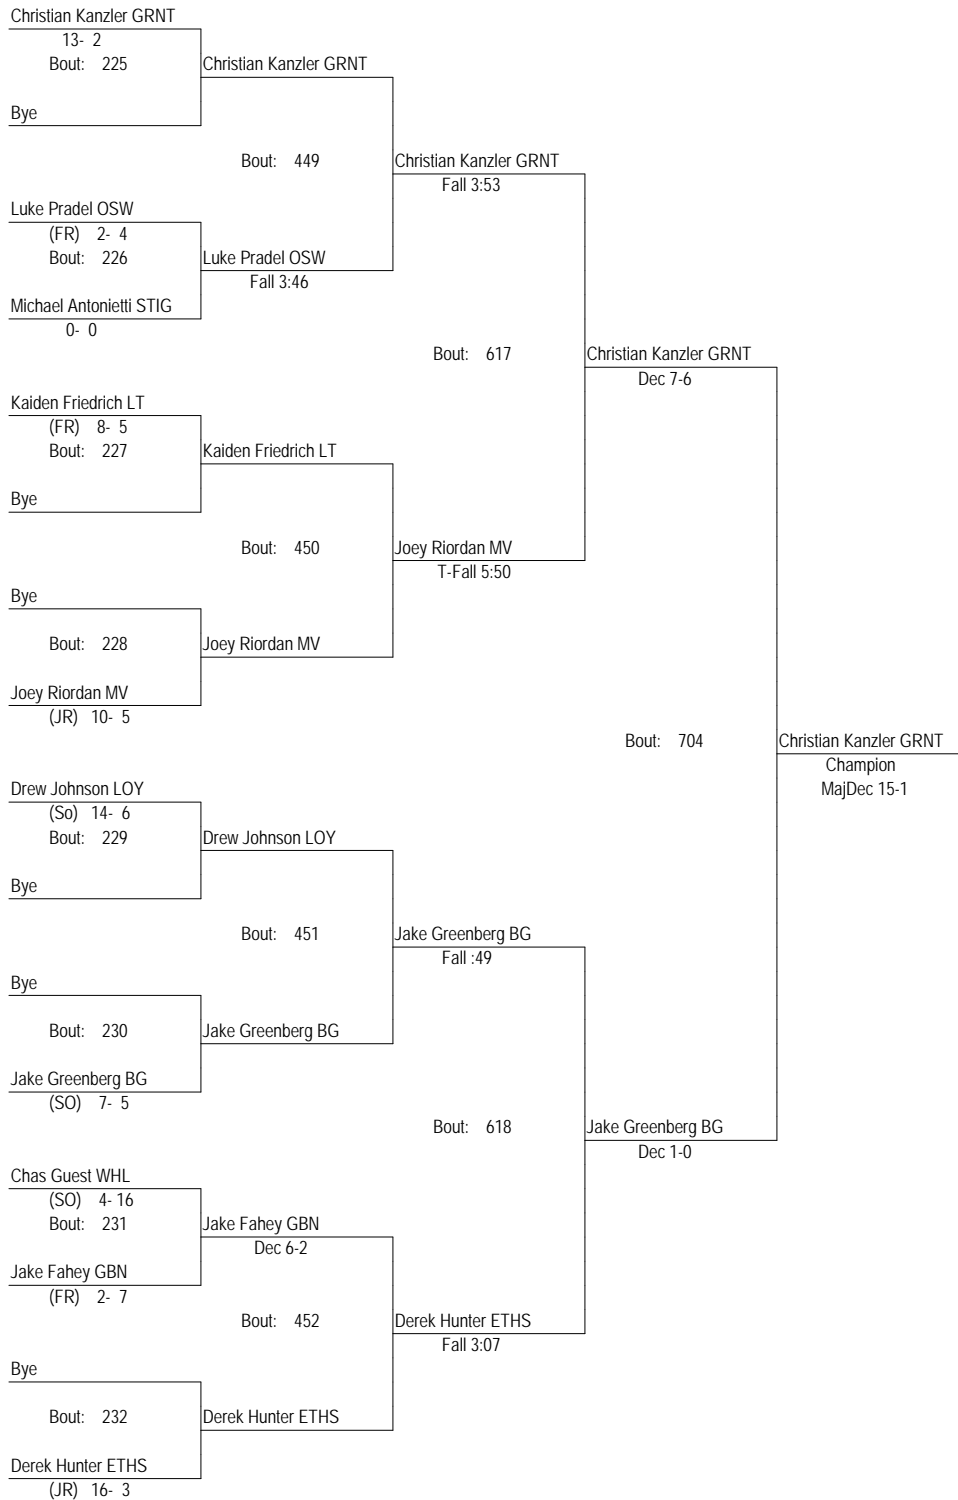 Christian Kanzler GRNT
13- 2
Bout: 225
Christian Kanzler GRNT
Bye
Bout: 449
Christian Kanzler GRNT
Fall 3:53
Luke Pradel OSW
(FR) 2- 4
Bout: 226
Luke Pradel OSW
Fall 3:46
Michael Antonietti STIG
0- 0
Bout: 617
Christian Kanzler GRNT
Dec 7-6
Kaiden Friedrich LT
(FR) 8- 5
Bout: 227
Kaiden Friedrich LT
Bye
Bout: 450
Joey Riordan MV
T-Fall 5:50
Bye
Bout: 228
Joey Riordan MV
Joey Riordan MV
(JR) 10- 5
Bout: 704
Christian Kanzler GRNT
Champion
MajDec 15-1
Drew Johnson LOY
(So) 14- 6
Bout: 229
Drew Johnson LOY
Bye
Bout: 451
Jake Greenberg BG
Fall :49
Bye
Bout: 230
Jake Greenberg BG
Jake Greenberg BG
(SO) 7- 5
Bout: 618
Jake Greenberg BG
Dec 1-0
Chas Guest WHL
(SO) 4- 16
Bout: 231
Jake Fahey GBN
Dec 6-2
Jake Fahey GBN
(FR) 2- 7
Bout: 452
Derek Hunter ETHS
Fall 3:07
Bye
Bout: 232
Derek Hunter ETHS
Derek Hunter ETHS
(JR) 16- 3